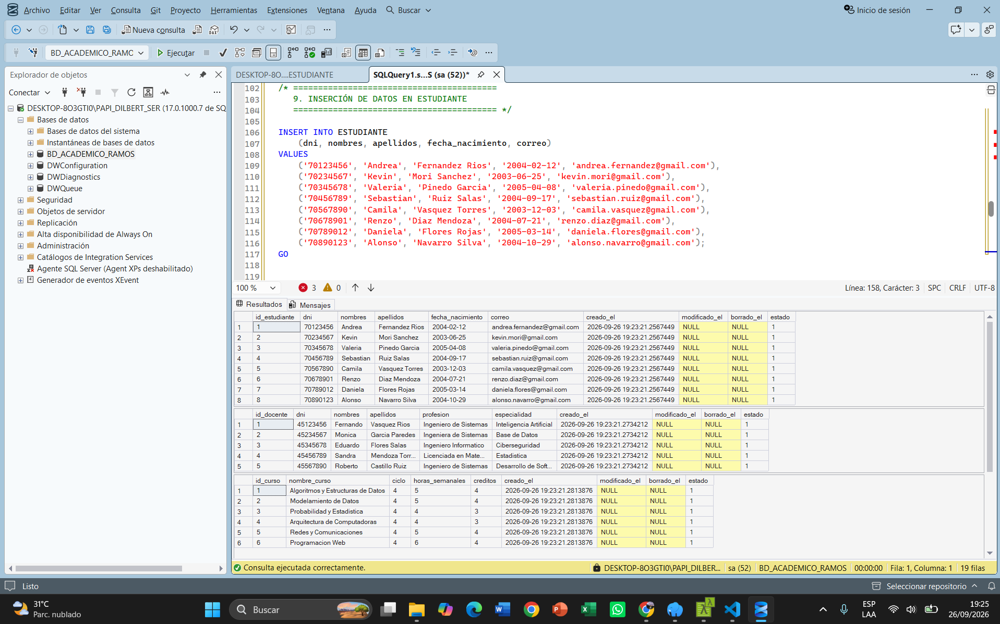 Archivo Editar Ver Consulta Git Proyecto Herramientas Extensiones Ventana Ayuda Buscar Inicio de sesión
Nueva consulta
BD_ACADEMICO_RAMO Ejecutar
Explorador de objetos
Conectar
DESKTOP-8O3GTI0\PAPI_DILBERT_SER (17.0.1000.7 de SQ
Bases de datos
Bases de datos del sistema
Instantáneas de bases de datos
BD_ACADEMICO_RAMOS
DWConfiguration
DWDiagnostics
DWQueue
Seguridad
Objetos de servidor
Replicación
Alta disponibilidad de Always On
Administración
Catálogos de Integration Services
Agente SQL Server (Agent XPs deshabilitado)
Generador de eventos XEvent
DESKTOP-8O....ESTUDIANTE SQLQuery1.s...S (sa (52))*
102 /* =========================================
103 9. INSERCIÓN DE DATOS EN ESTUDIANTE
104 ========================================= */
105
106 INSERT INTO ESTUDIANTE
107 (dni, nombres, apellidos, fecha_nacimiento, correo)
108 VALUES
109 ('70123456', 'Andrea', 'Fernandez Rios', '2004-02-12', 'andrea.fernandez@gmail.com'),
110 ('70234567', 'Kevin', 'Mori Sanchez', '2003-06-25', 'kevin.mori@gmail.com'),
111 ('70345678', 'Valeria', 'Pinedo Garcia', '2005-04-08', 'valeria.pinedo@gmail.com'),
112 ('70456789', 'Sebastian', 'Ruiz Salas', '2004-09-17', 'sebastian.ruiz@gmail.com'),
113 ('70567890', 'Camila', 'Vasquez Torres', '2003-12-03', 'camila.vasquez@gmail.com'),
114 ('70678901', 'Renzo', 'Diaz Mendoza', '2004-07-21', 'renzo.diaz@gmail.com'),
115 ('70789012', 'Daniela', 'Flores Rojas', '2005-03-14', 'daniela.flores@gmail.com'),
116 ('70890123', 'Alonso', 'Navarro Silva', '2004-10-29', 'alonso.navarro@gmail.com');
117 GO
118
119
100 % 3 0 Línea: 158, Carácter: 3 SPC CRLF UTF-8
Resultados Mensajes
id_estudiante dni nombres apellidos fecha_nacimiento correo creado_el modificado_el borrado_el estado
1 1 70123456 Andrea Fernandez Rios 2004-02-12 andrea.fernandez@gmail.com 2026-09-26 19:23:21.2567449 NULL NULL 1
2 2 70234567 Kevin Mori Sanchez 2003-06-25 kevin.mori@gmail.com 2026-09-26 19:23:21.2567449 NULL NULL 1
3 3 70345678 Valeria Pinedo Garcia 2005-04-08 valeria.pinedo@gmail.com 2026-09-26 19:23:21.2567449 NULL NULL 1
4 4 70456789 Sebastian Ruiz Salas 2004-09-17 sebastian.ruiz@gmail.com 2026-09-26 19:23:21.2567449 NULL NULL 1
5 5 70567890 Camila Vasquez Torres 2003-12-03 camila.vasquez@gmail.com 2026-09-26 19:23:21.2567449 NULL NULL 1
6 6 70678901 Renzo Diaz Mendoza 2004-07-21 renzo.diaz@gmail.com 2026-09-26 19:23:21.2567449 NULL NULL 1
7 7 70789012 Daniela Flores Rojas 2005-03-14 daniela.flores@gmail.com 2026-09-26 19:23:21.2567449 NULL NULL 1
8 8 70890123 Alonso Navarro Silva 2004-10-29 alonso.navarro@gmail.com 2026-09-26 19:23:21.2567449 NULL NULL 1
id_docente dni nombres apellidos profesion especialidad creado_el modificado_el borrado_el estado
1 1 45123456 Fernando Vasquez Rios Ingeniero de Sistemas Inteligencia Artificial 2026-09-26 19:23:21.2734212 NULL NULL 1
2 2 45234567 Monica Garcia Paredes Ingeniera de Sistemas Base de Datos 2026-09-26 19:23:21.2734212 NULL NULL 1
3 3 45345678 Eduardo Flores Salas Ingeniero Informatico Ciberseguridad 2026-09-26 19:23:21.2734212 NULL NULL 1
4 4 45456789 Sandra Mendoza Torr... Licenciada en Mate... Estadistica 2026-09-26 19:23:21.2734212 NULL NULL 1
5 5 45567890 Roberto Castillo Ruiz Ingeniero de Sistemas Desarrollo de Soft... 2026-09-26 19:23:21.2734212 NULL NULL 1
id_curso nombre_curso ciclo horas_semanales creditos creado_el modificado_el borrado_el estado
1 1 Algoritmos y Estructuras de Datos 4 5 4 2026-09-26 19:23:21.2813876 NULL NULL 1
2 2 Modelamiento de Datos 4 5 4 2026-09-26 19:23:21.2813876 NULL NULL 1
3 3 Probabilidad y Estadistica 4 4 3 2026-09-26 19:23:21.2813876 NULL NULL 1
4 4 Arquitectura de Computadoras 4 4 3 2026-09-26 19:23:21.2813876 NULL NULL 1
5 5 Redes y Comunicaciones 4 5 4 2026-09-26 19:23:21.2813876 NULL NULL 1
6 6 Programacion Web 4 6 4 2026-09-26 19:23:21.2813876 NULL NULL 1
Consulta ejecutada correctamente. DESKTOP-8O3GTI0\PAPI_DILBER... sa (52) BD_ACADEMICO_RAMOS 00:00:00 Fila: 1, Columna: 1 19 filas
Listo Seleccionar repositorio
31°C
Parc. nublado
Buscar
ESP
LAA
19:25
26/09/2026